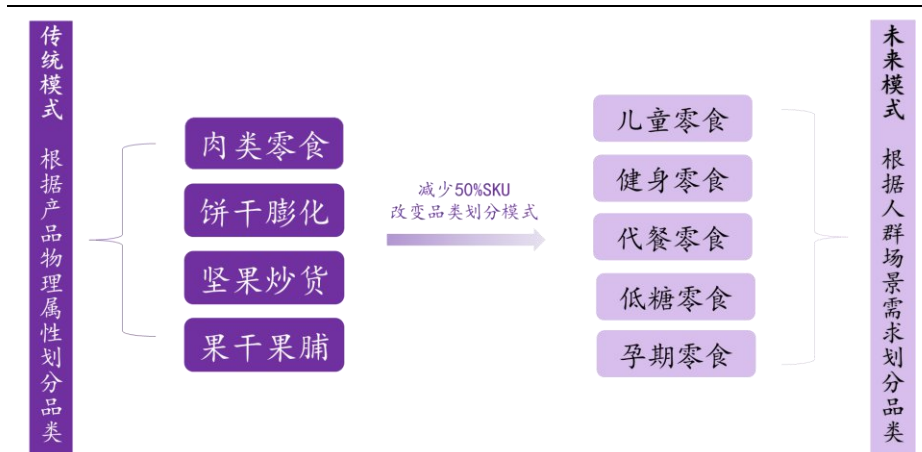 传统模式 根据产品物理属性划分品类
肉类零食
饼干膨化
坚果炒货
果干果脯
减少50%SKU
改变品类划分模式
儿童零食
健身零食
代餐零食
低糖零食
孕期零食
未来模式 根据人群场景需求划分品类